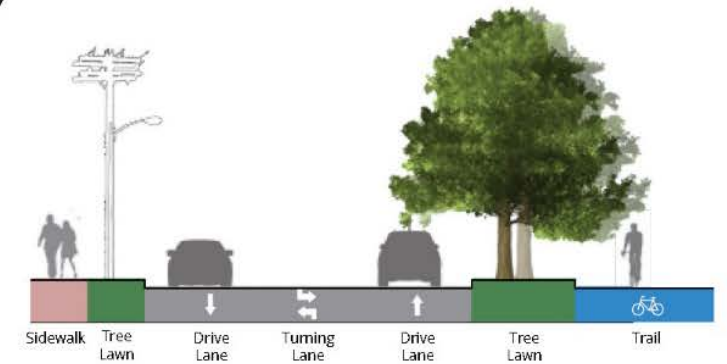 Sidewalk
Tree
Lawn
Drive
Lane
Turning
Lane
Drive
Lane
Tree
Lawn
Trail